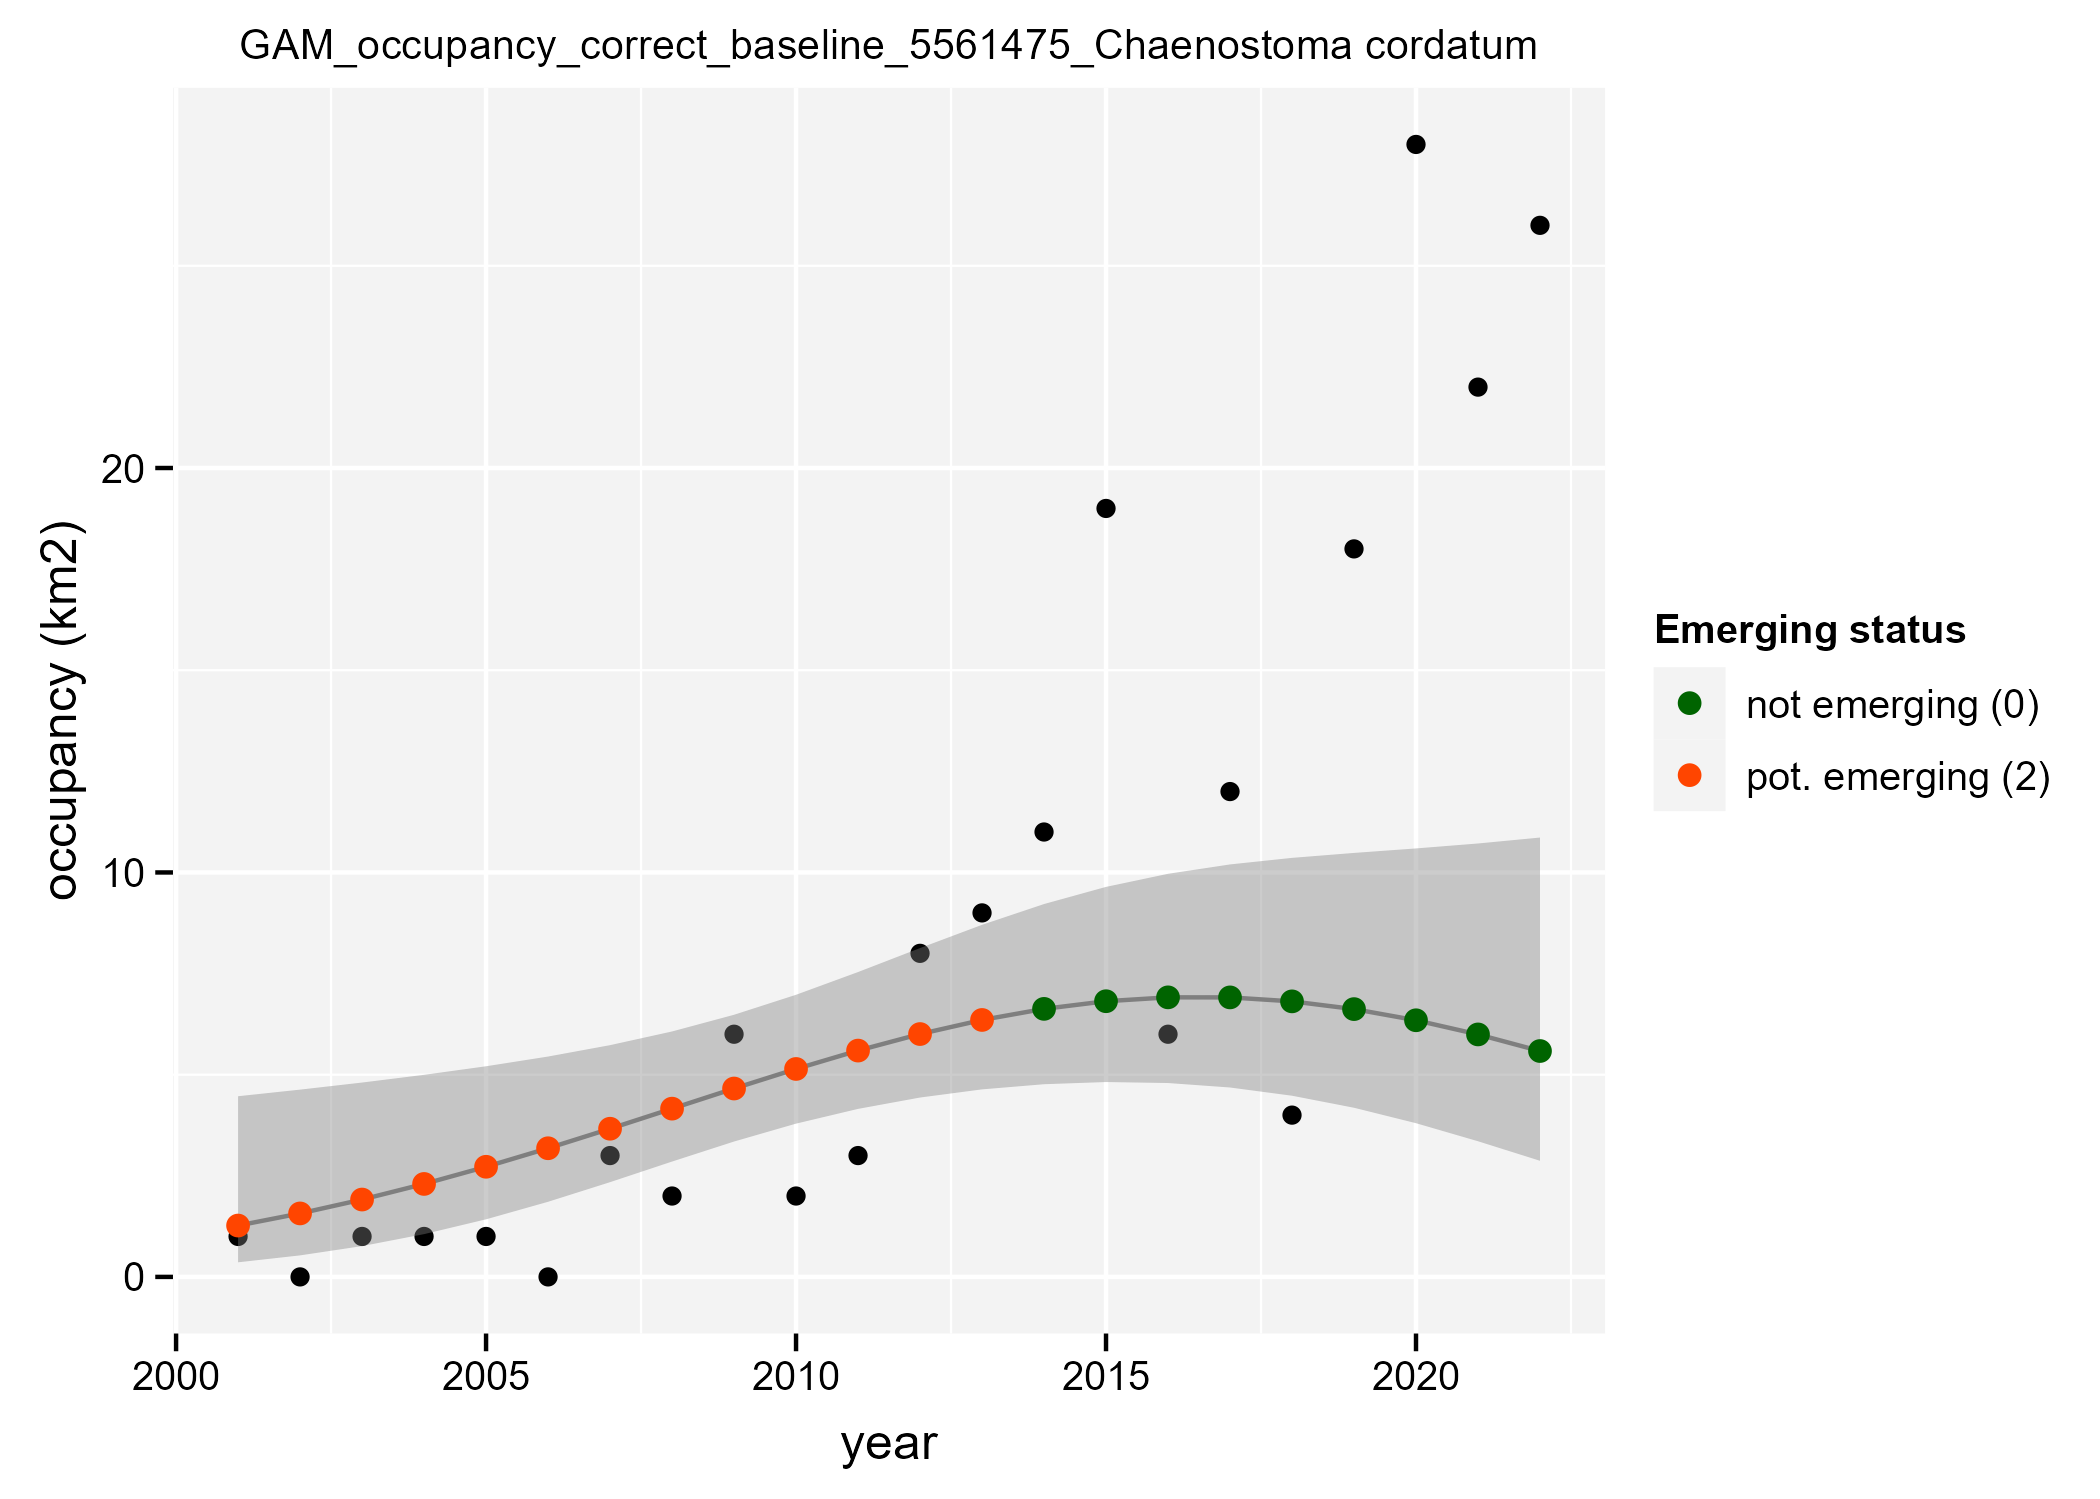 GAM_occupancy_correct_baseline_5561475_Chaenostoma cordatum
occupancy (km2)
20
10
0
2000 2005 2010 2015 2020
year
Emerging status
not emerging (0)
pot. emerging (2)